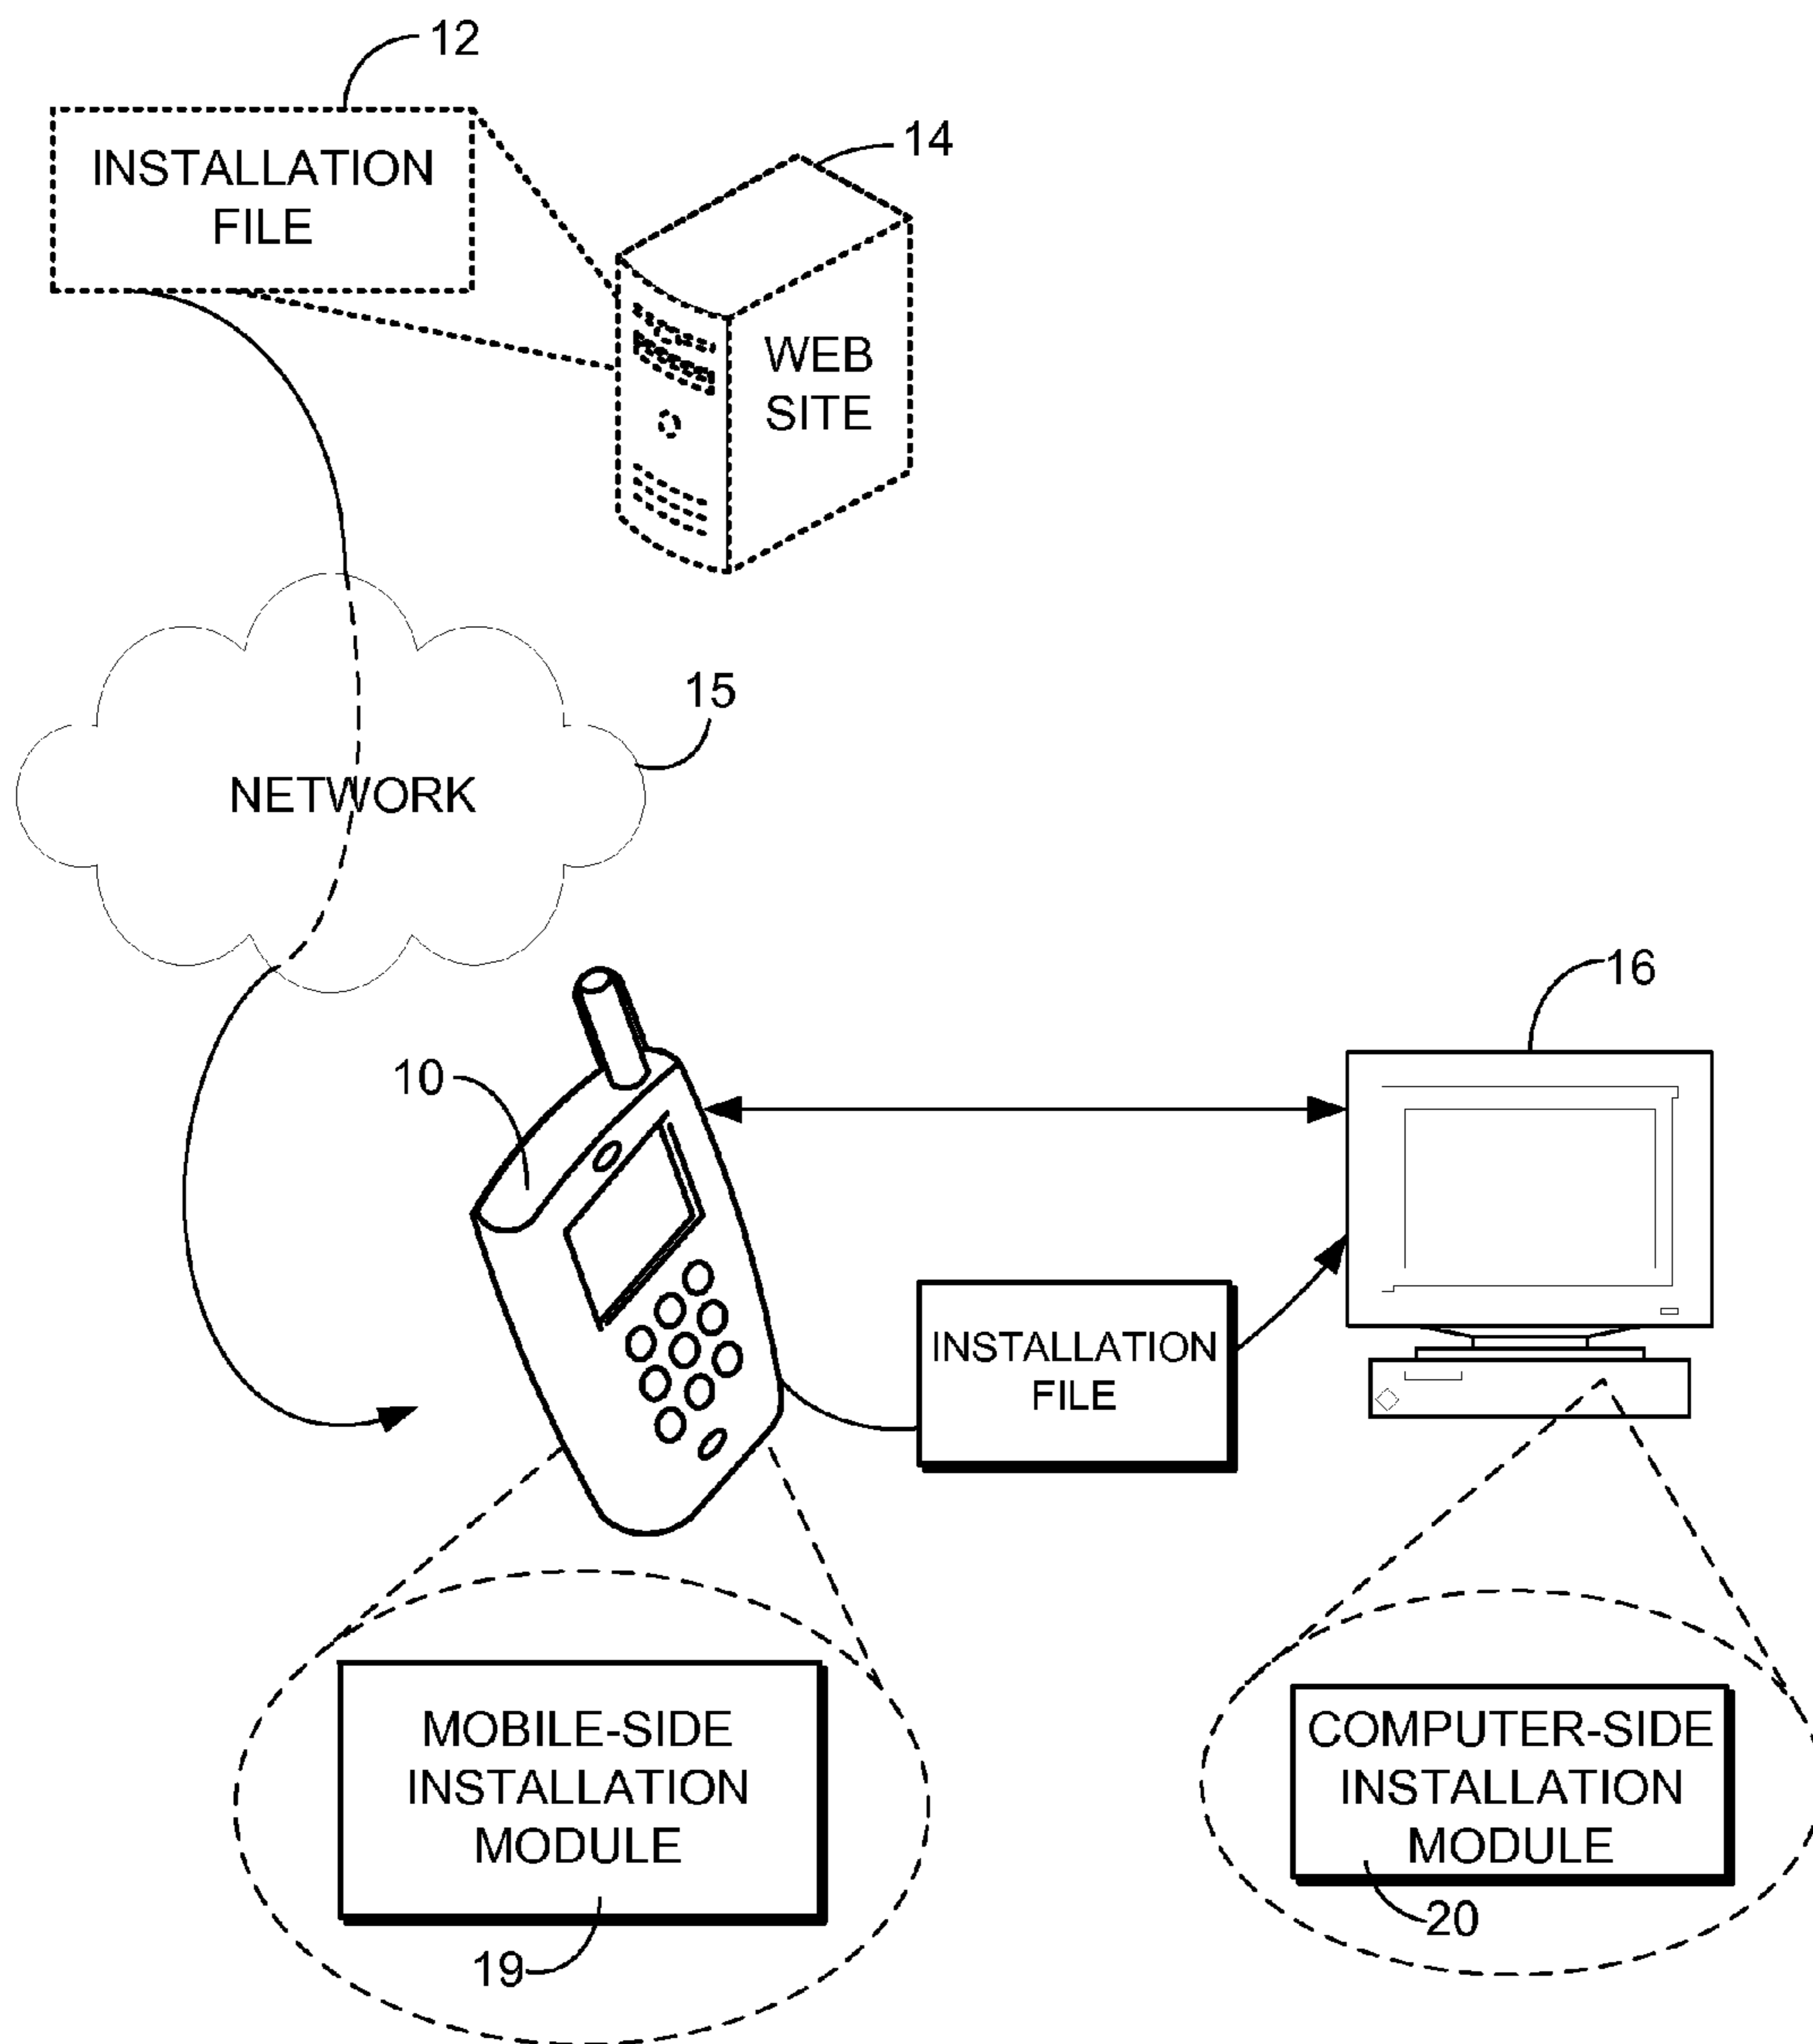 12
INSTALLATION
FILE
14
WEB
SITE
15
NETWORK
16
10
INSTALLATION
FILE
MOBILE-SIDE
INSTALLATION
MODULE
19
COMPUTER-SIDE
INSTALLATION
MODULE
20